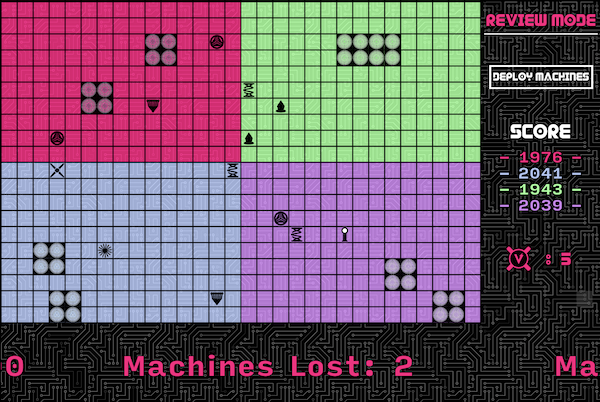 REVIEW MODE
DEPLOY MACHINES
SCORE
- 1976 -
- 2041 -
- 1943 -
- 2039 -
V : 5
0 Machines Lost: 2 Ma